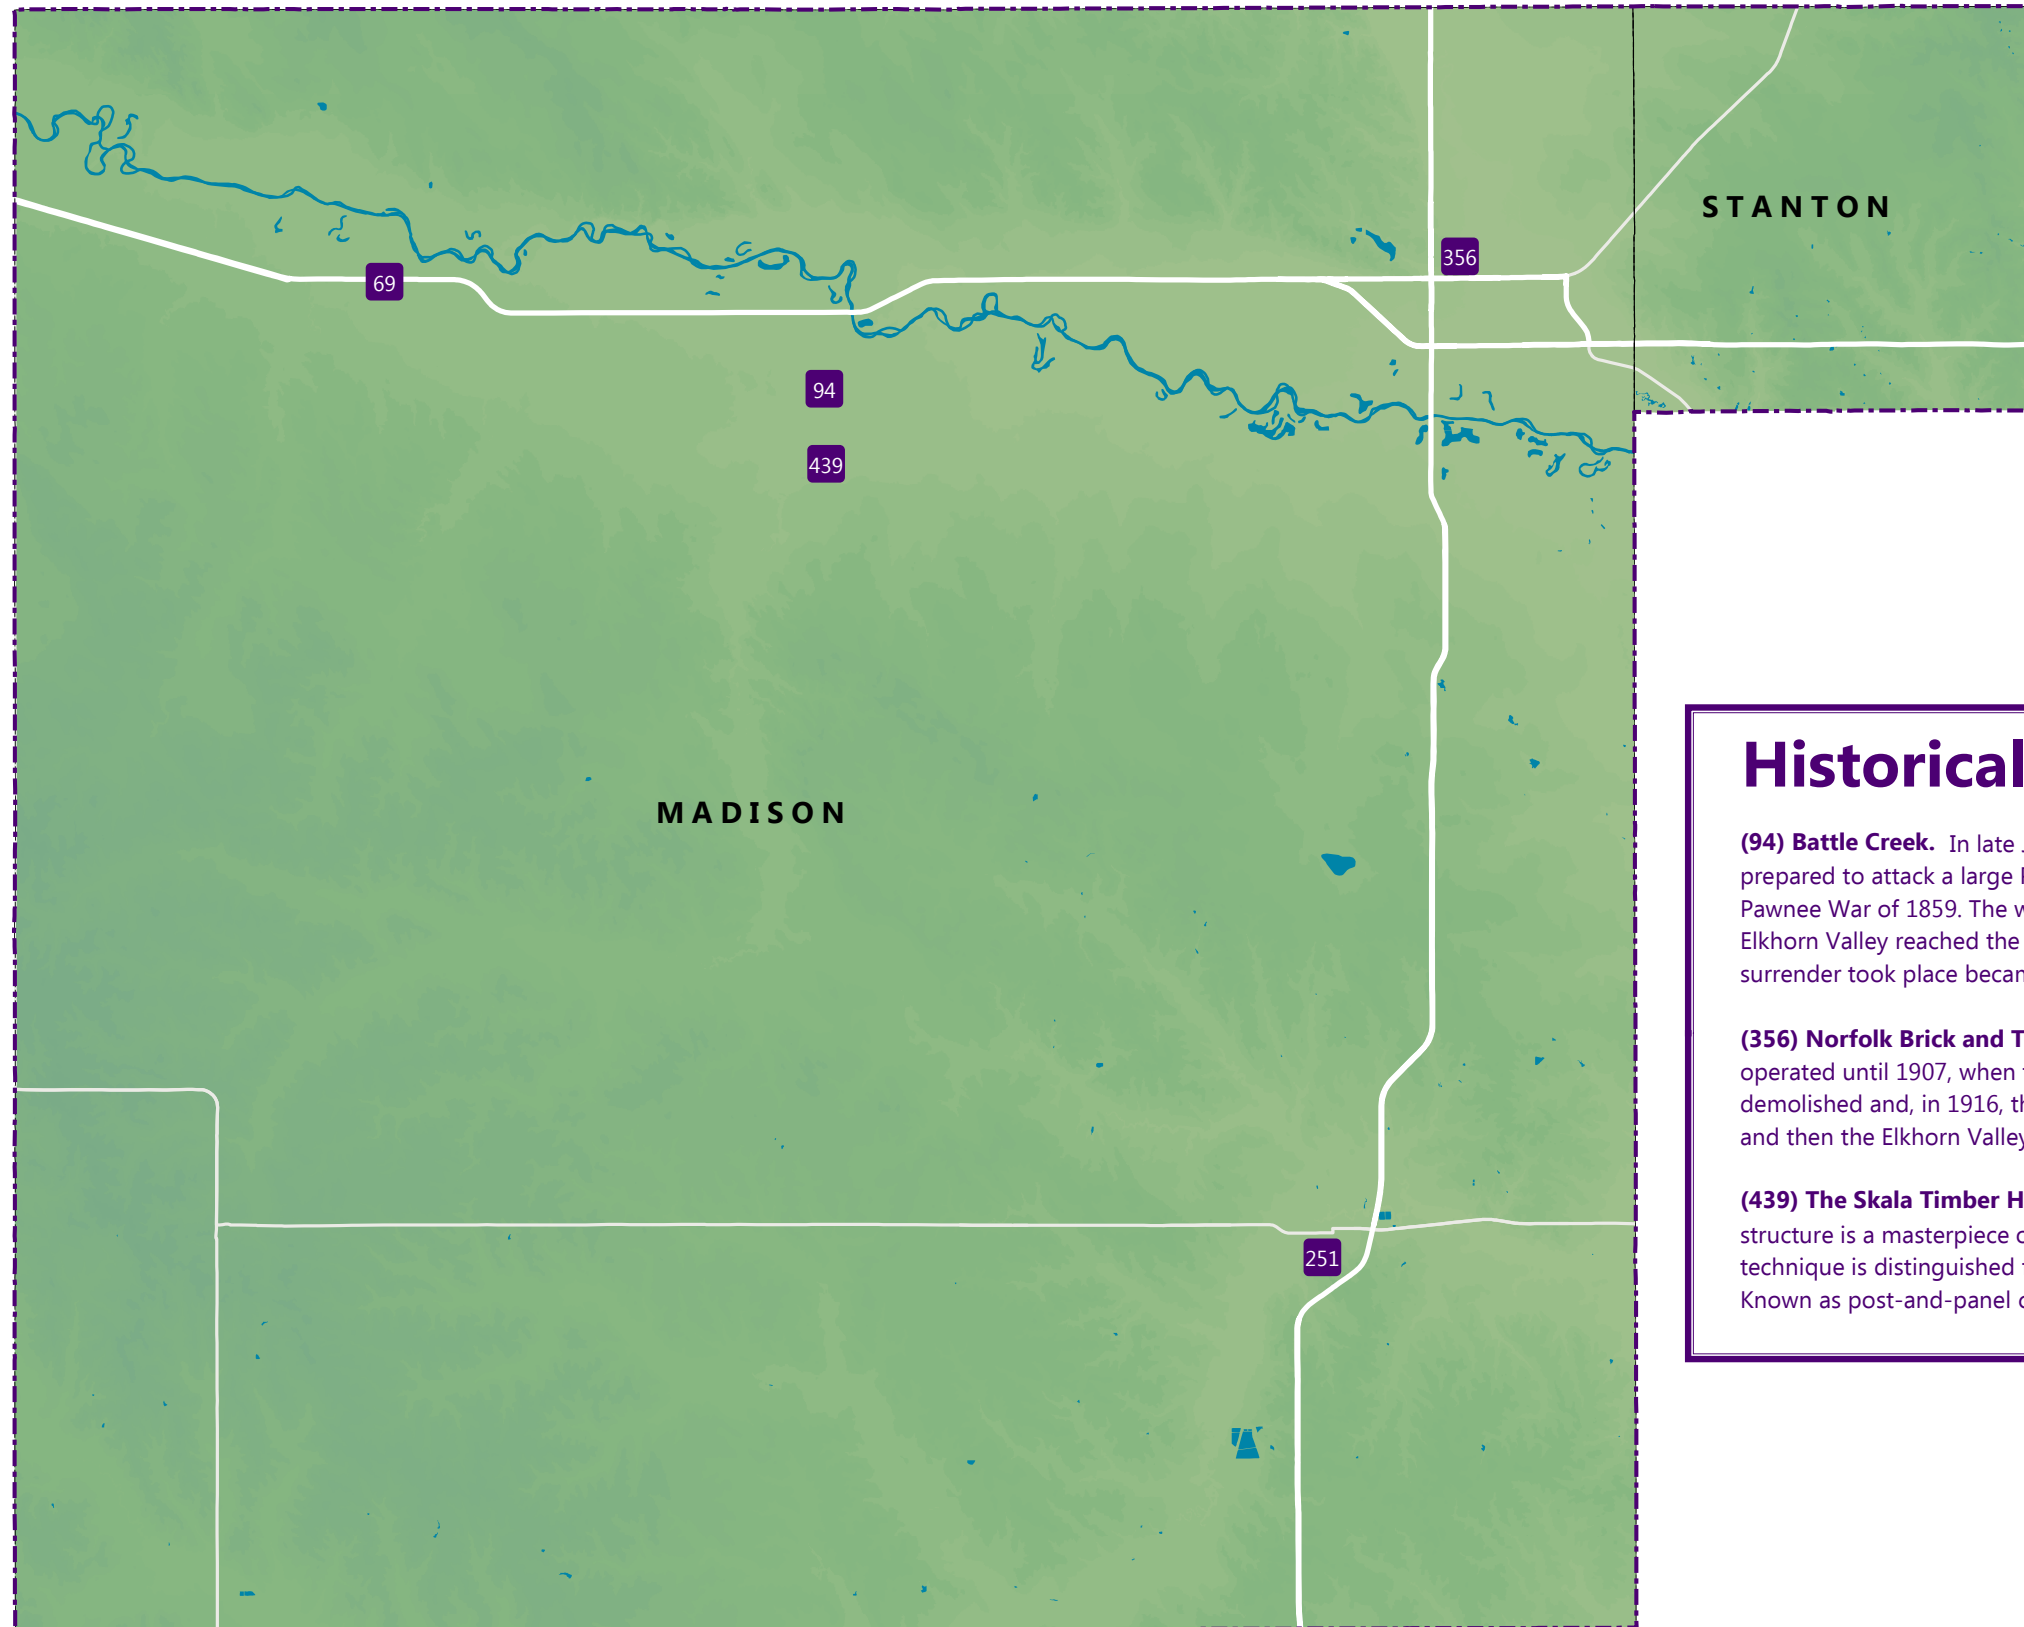 STANTON
356
69
94
439
MADISON
Historical
(94) Battle Creek. In late
prepared to attack a large
Pawnee War of 1859. The
Elkhorn Valley reached the
surrender took place
(356) Norfolk Brick and
operated until 1907, when
demolished and, in 1916,
and then the Elkhorn Valley
(439) The Skala Timber
structure is a masterpiece
technique is distinguished
Known as post-and-panel
251